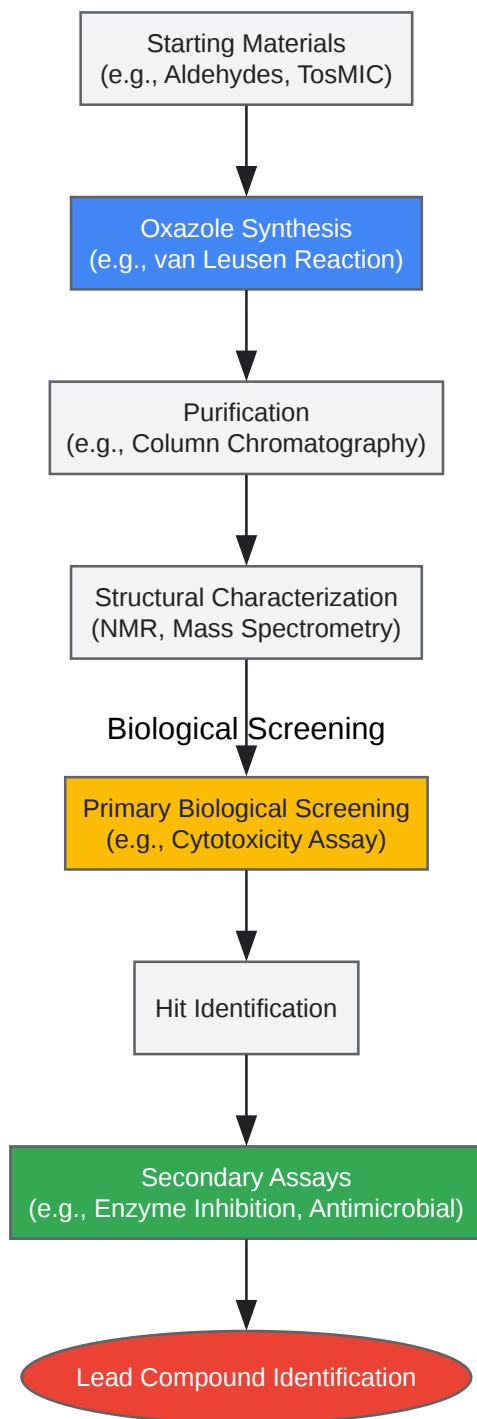 Starting Materials
(e.g., Aldehydes, TosMIC)
Oxazole Synthesis
(e.g., van Leusen Reaction)
Purification
(e.g., Column Chromatography)
Structural Characterization
(NMR, Mass Spectrometry)
Biological Screening
Primary Biological Screening
(e.g., Cytotoxicity Assay)
Hit Identification
Secondary Assays
(e.g., Enzyme Inhibition, Antimicrobial)
Lead Compound Identification